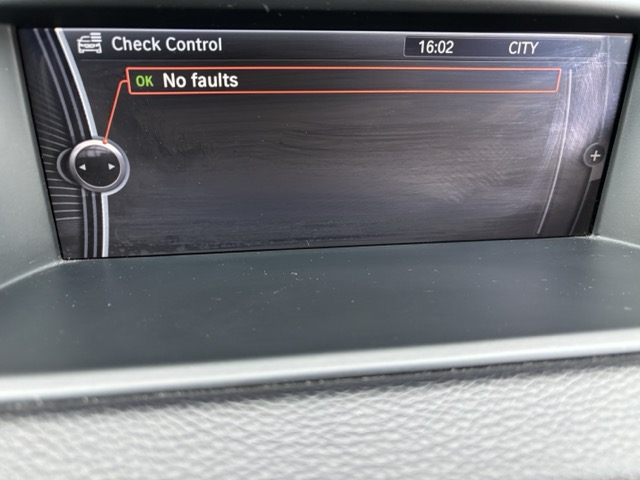 Check Control 16:02 CITY
OK No faults